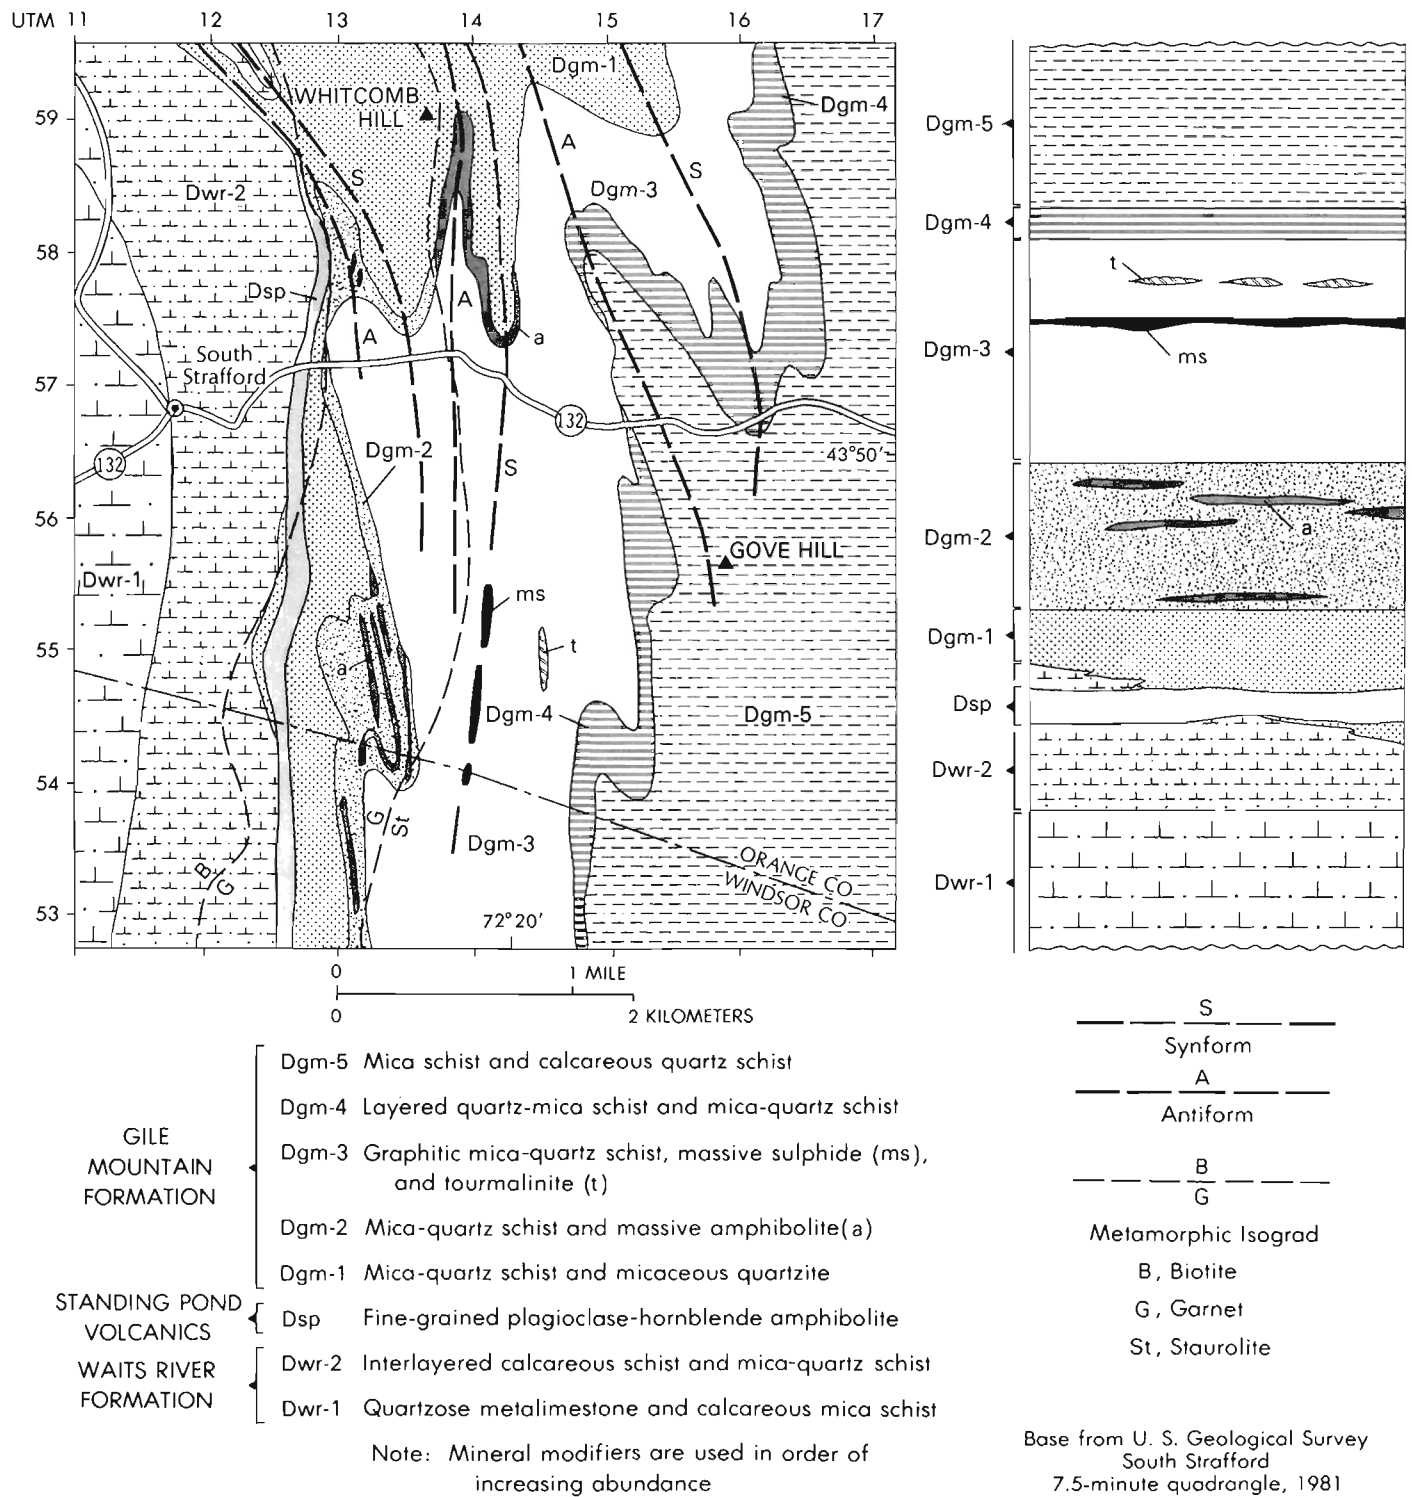 UTM 11 12 13 14 15 16 17
59
58
57
56
55
54
53
WHITCOMB
HILL
Dgm-1
Dgm-4
A
S
S
Dgm-3
Dwr-2
Dsp
A
A
a
South
Strafford
132
132
Dgm-2
S
43°50'
GOVE HILL
Dwr-1
ms
t
a
Dgm-4
Dgm-5
G
St
Dgm-3
B
G
ORANGE CO
WINDSOR CO
72°20'
0 1 MILE
0 2 KILOMETERS
Dgm-5
Dgm-4
t
Dgm-3
ms
Dgm-2
a
Dgm-1
Dsp
Dwr-2
Dwr-1
GILE
MOUNTAIN
FORMATION
Dgm-5 Mica schist and calcareous quartz schist
Dgm-4 Layered quartz-mica schist and mica-quartz schist
Dgm-3 Graphitic mica-quartz schist, massive sulphide (ms),
and tourmalinite (t)
Dgm-2 Mica-quartz schist and massive amphibolite(a)
Dgm-1 Mica-quartz schist and micaceous quartzite
STANDING POND
VOLCANICS
Dsp Fine-grained plagioclase-hornblende amphibolite
WAITS RIVER
FORMATION
Dwr-2 Interlayered calcareous schist and mica-quartz schist
Dwr-1 Quartzose metalimestone and calcareous mica schist
Note: Mineral modifiers are used in order of
increasing abundance
S
Synform
A
Antiform
B
G
Metamorphic Isograd
B, Biotite
G, Garnet
St, Staurolite
Base from U. S. Geological Survey
South Strafford
7.5-minute quadrangle, 1981